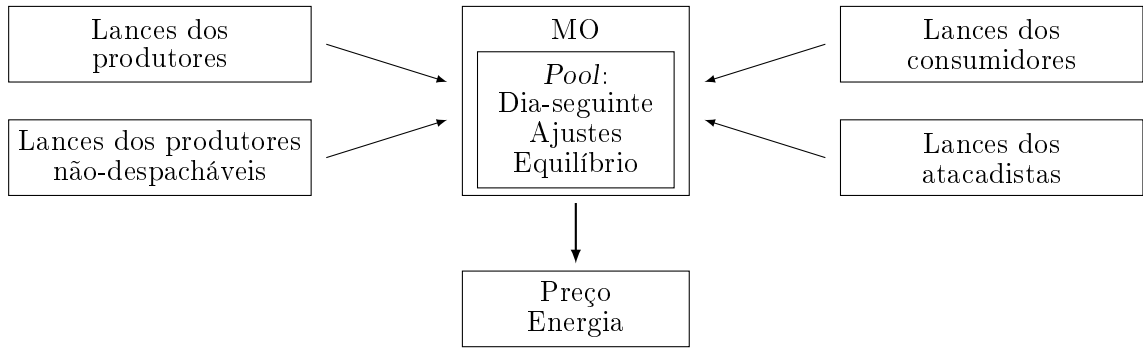 Lances dos
produtores
Lances dos produtores
não-despacháveis
MO
Pool:
Dia-seguinte
Ajustes
Equilíbrio
Lances dos
consumidores
Lances dos
atacadistas
Preço
Energia